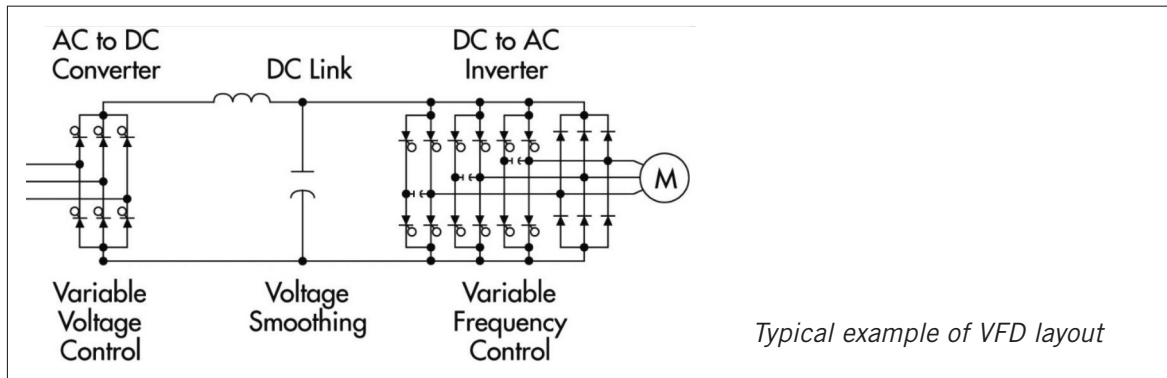 AC to DC
Converter
DC Link
DC to AC
Inverter
M
Variable
Voltage
Control
Voltage
Smoothing
Variable
Frequency
Control
Typical example of VFD layout